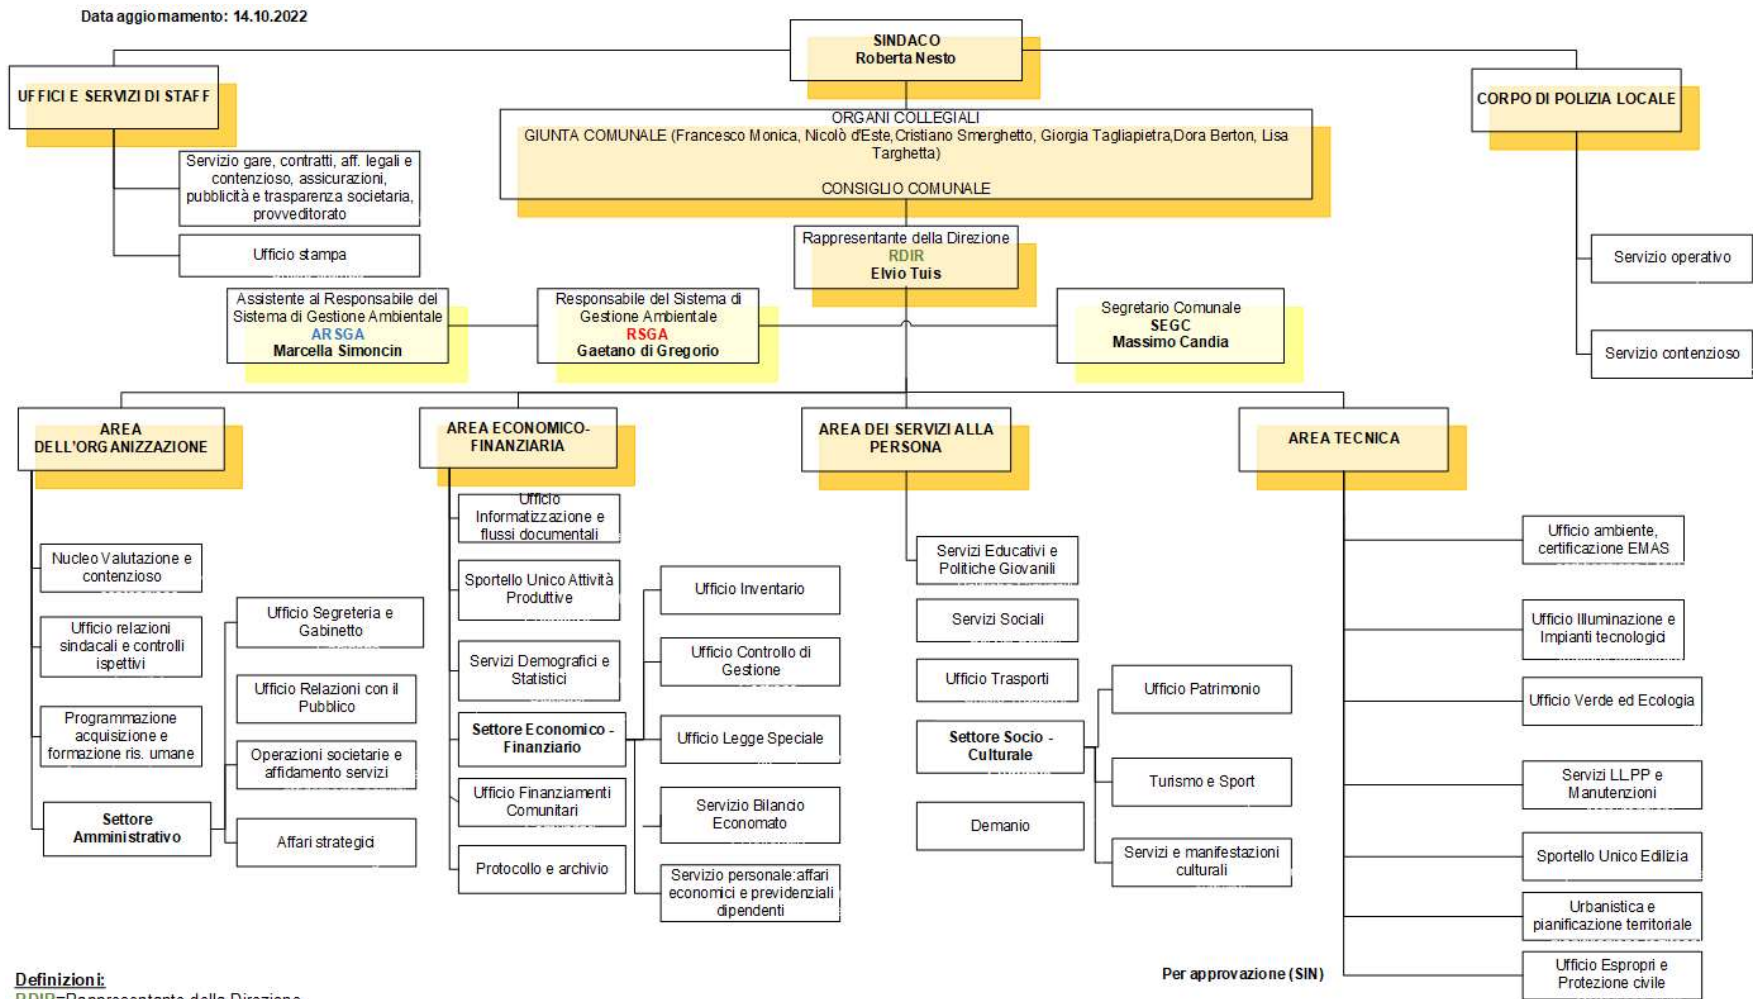 Data aggiornamento: 14.10.2022
SINDACO
Roberta Nesto
UFFICI E SERVIZI DI STAFF
CORPO DI POLIZIA LOCALE
ORGANI COLLEGIALI
GIUNTA COMUNALE (Francesco Monica, Nicolò d'Este,Cristiano Smerghetto, Giorgia Tagliapietra,Dora Berton, Lisa
Targhetta)
CONSIGLIO COMUNALE
Servizio gare, contratti, aff. legali e
contenzioso, assicurazioni,
pubblicità e trasparenza societaria,
provveditorato
Ufficio stampa
Rappresentante della Direzione
RDIR
Elvio Tuis
Servizio operativo
Servizio contenzioso
Assistente al Responsabile del
Sistema di Gestione Ambientale
ARSGA
Marcella Simoncin
Responsabile del Sistema di
Gestione Ambientale
RSGA
Gaetano di Gregorio
Segretario Comunale
SEGC
Massimo Candia
AREA
DELL'ORGANIZZAZIONE
AREA ECONOMICO-
FINANZIARIA
AREA DEI SERVIZI ALLA
PERSONA
AREA TECNICA
Nucleo Valutazione e
contenzioso
Ufficio relazioni
sindacali e controlli
ispettivi
Programmazione
acquisizione e
formazione ris. umane
Settore
Amministrativo
Ufficio Segreteria e
Gabinetto
Ufficio Relazioni con il
Pubblico
Operazioni societarie e
affidamento servizi
Affari strategici
Ufficio
Informatizzazione e
flussi documentali
Sportello Unico Attività
Produttive
Servizi Demografici e
Statistici
Settore Economico -
Finanziario
Ufficio Finanziamenti
Comunitari
Protocollo e archivio
Ufficio Inventario
Ufficio Controllo di
Gestione
Ufficio Legge Speciale
Servizio Bilancio
Economato
Servizio personale:affari
economici e previdenziali
dipendenti
Servizi Educativi e
Politiche Giovanili
Servizi Sociali
Ufficio Trasporti
Settore Socio -
Culturale
Demanio
Ufficio Patrimonio
Turismo e Sport
Servizi e manifestazioni
culturali
Ufficio ambiente,
certificazione EMAS
Ufficio Illuminazione e
Impianti tecnologici
Ufficio Verde ed Ecologia
Servizi LLPP e
Manutenzioni
Sportello Unico Edilizia
Urbanistica e
pianificazione territoriale
Ufficio Espropri e
Protezione civile
Per approvazione (SIN)
Definizioni:
RDIR=Rappresentante della Direzione